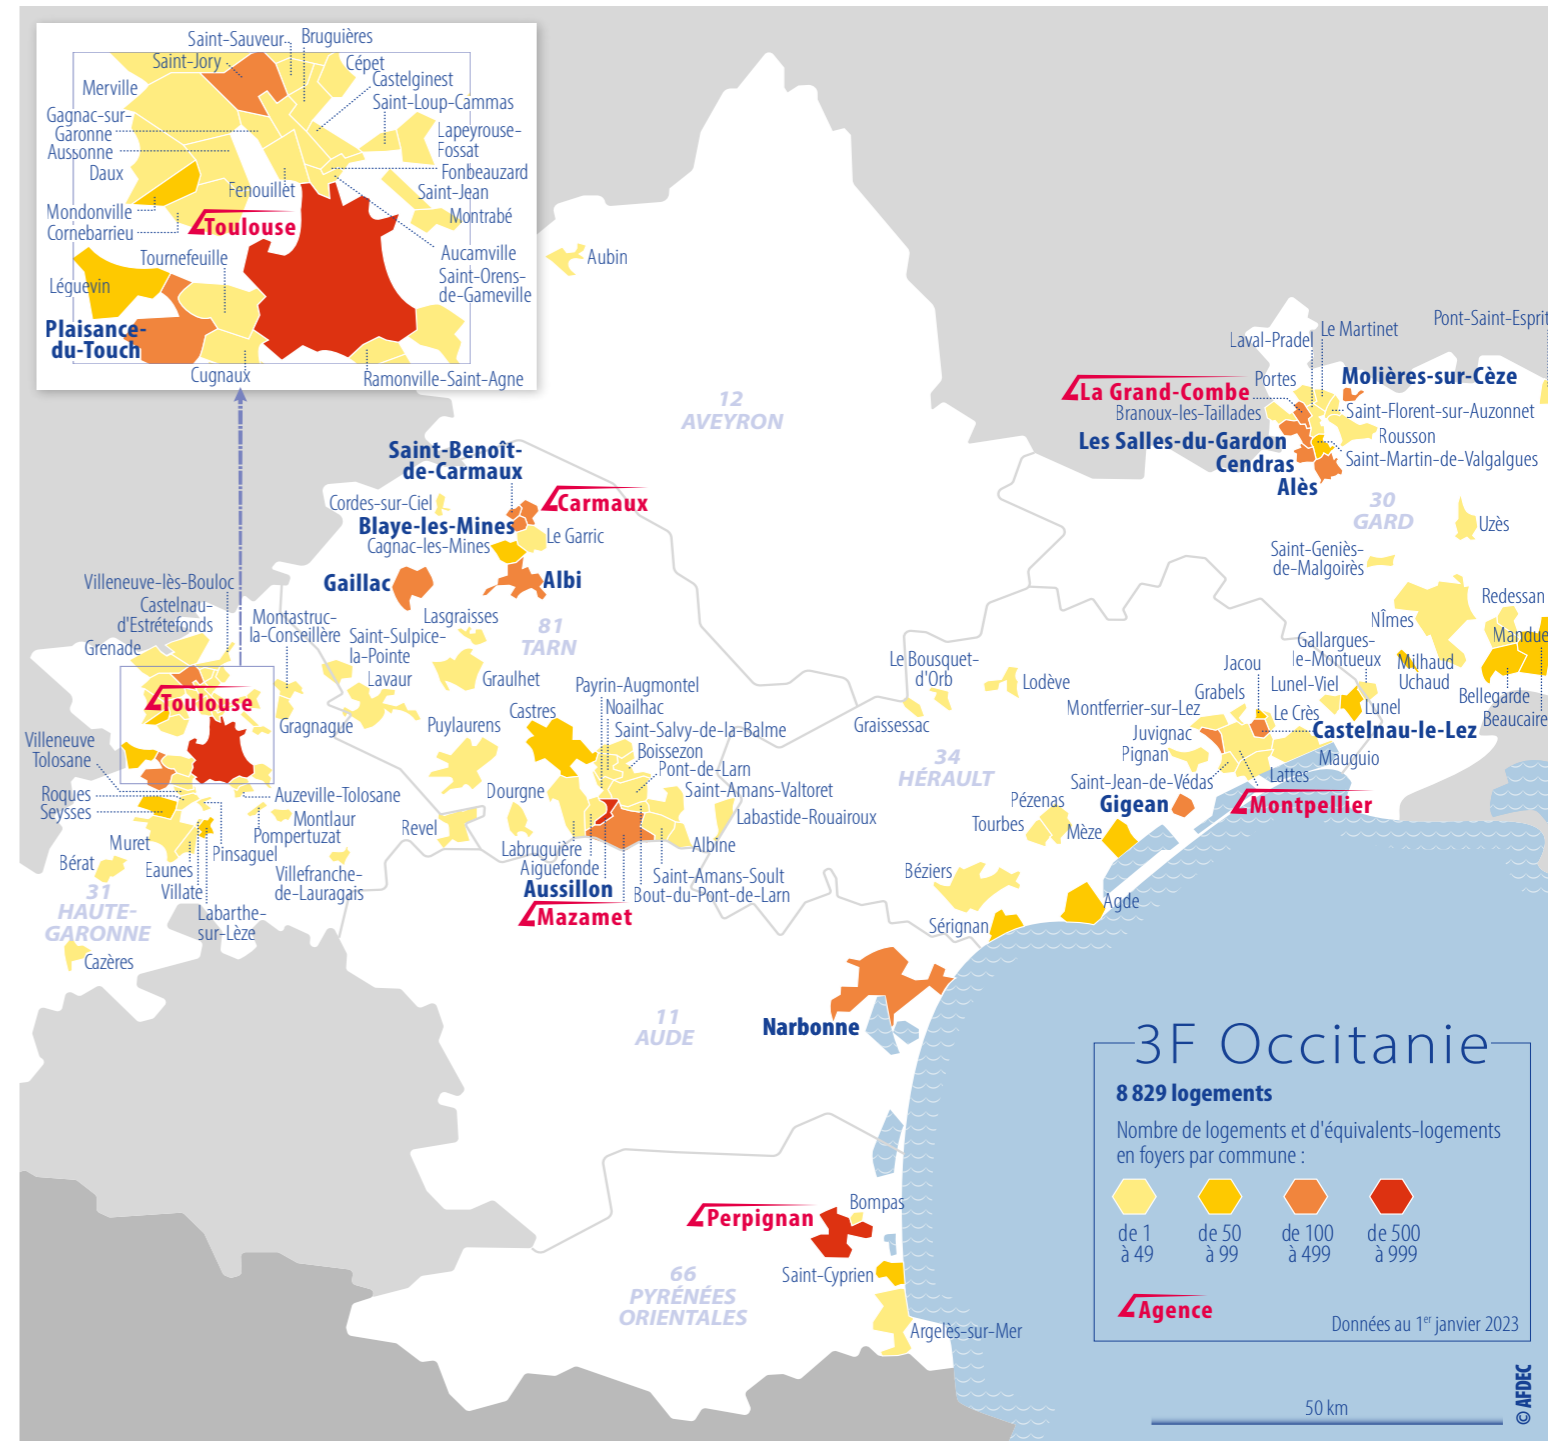 Saint-Sauveur
Bruguières
Saint-Jory
Cépet
Castelginest
Merville
Saint-Loup-Cammas
Gagnac-sur-
Garonne
Lapeyrouse-
Fossat
Aussonne
Daux
Fonbeauzard
Fenouillet
Saint-Jean
Mondonville
Montrabé
Cornebarrieu
Toulouse
Aucamville
Tournefeuille
Saint-Orens-
de-Gameville
Léguevin
Plaisance-
du-Touch
Cugnaux
Ramonville-Saint-Agne
Aubin
12
AVEYRON
Pont-Saint-Esprit
Le Martinet
Laval-Pradel
Portes
Molières-sur-Cèze
La Grand-Combe
Branoux-les-Taillades
Saint-Florent-sur-Auzonnet
Rousson
Les Salles-du-Gardon
Saint-Martin-de-Valgalgues
Cendras
Alès
30
GARD
Uzès
Saint-Geniès-
de-Malgoirès
Redessan
NÎmes
Mandue
Gallargues-
le-Montueux
Milhaud
Uchaud
Bellegarde
Beaucaire
Saint-Benoît-
de-Carmaux
Carmaux
Cordes-sur-Ciel
Blaye-les-Mines
Le Garric
Cagnac-les-Mines
Gaillac
Albi
Lasgraisses
81
TARN
Villeneuve-lès-Bouloc
Castelnau-
d'Estrétefonds
Grenade
Montastruc-
la-Conseillère
Saint-Sulpice-
la-Pointe
Lavaur
Graulhet
Toulouse
Gragnague
Puylaurens
Castres
Payrin-Augmontel
Noailhac
Saint-Salvy-de-la-Balme
Boissezon
Pont-de-Larn
Saint-Amans-Valtoret
Labastide-Rouairoux
Villeneuve
Tolosane
Roques
Seysses
Auzeville-Tolosane
Montlaur
Pompertuzat
Revel
Dourgne
Muret
Pinsaguel
Bérat
Eaunes
Villate
Villefranche-
de-Lauragais
Labarthe-
sur-Lèze
Labruguière
Aiguefonde
Albine
Saint-Amans-Soult
Aussillon
Bout-du-Pont-de-Larn
Mazamet
31
HAUTE-
GARONNE
Cazères
Le Bousquet-
d'Orb
Lodève
Graissessac
34
HÉRAULT
Jacou
Grabels
Lunel-Viel
Lunel
Montferrier-sur-Lez
Le Crès
Juvignac
Castelnau-le-Lez
Pignan
Mauguio
Lattes
Saint-Jean-de-Védas
Gigean
Montpellier
Pézenas
Tourbes
Mèze
Béziers
Agde
Sérignan
Narbonne
11
AUDE
Perpignan
Bompas
Saint-Cyprien
66
PYRÉNÉES
ORIENTALES
Argelès-sur-Mer
3F Occitanie
8 829 logements
Nombre de logements et d'équivalents-logements
en foyers par commune :
de 1
à 49
de 50
à 99
de 100
à 499
de 500
à 999
Agence
Données au 1er janvier 2023
50 km
© AFDEC